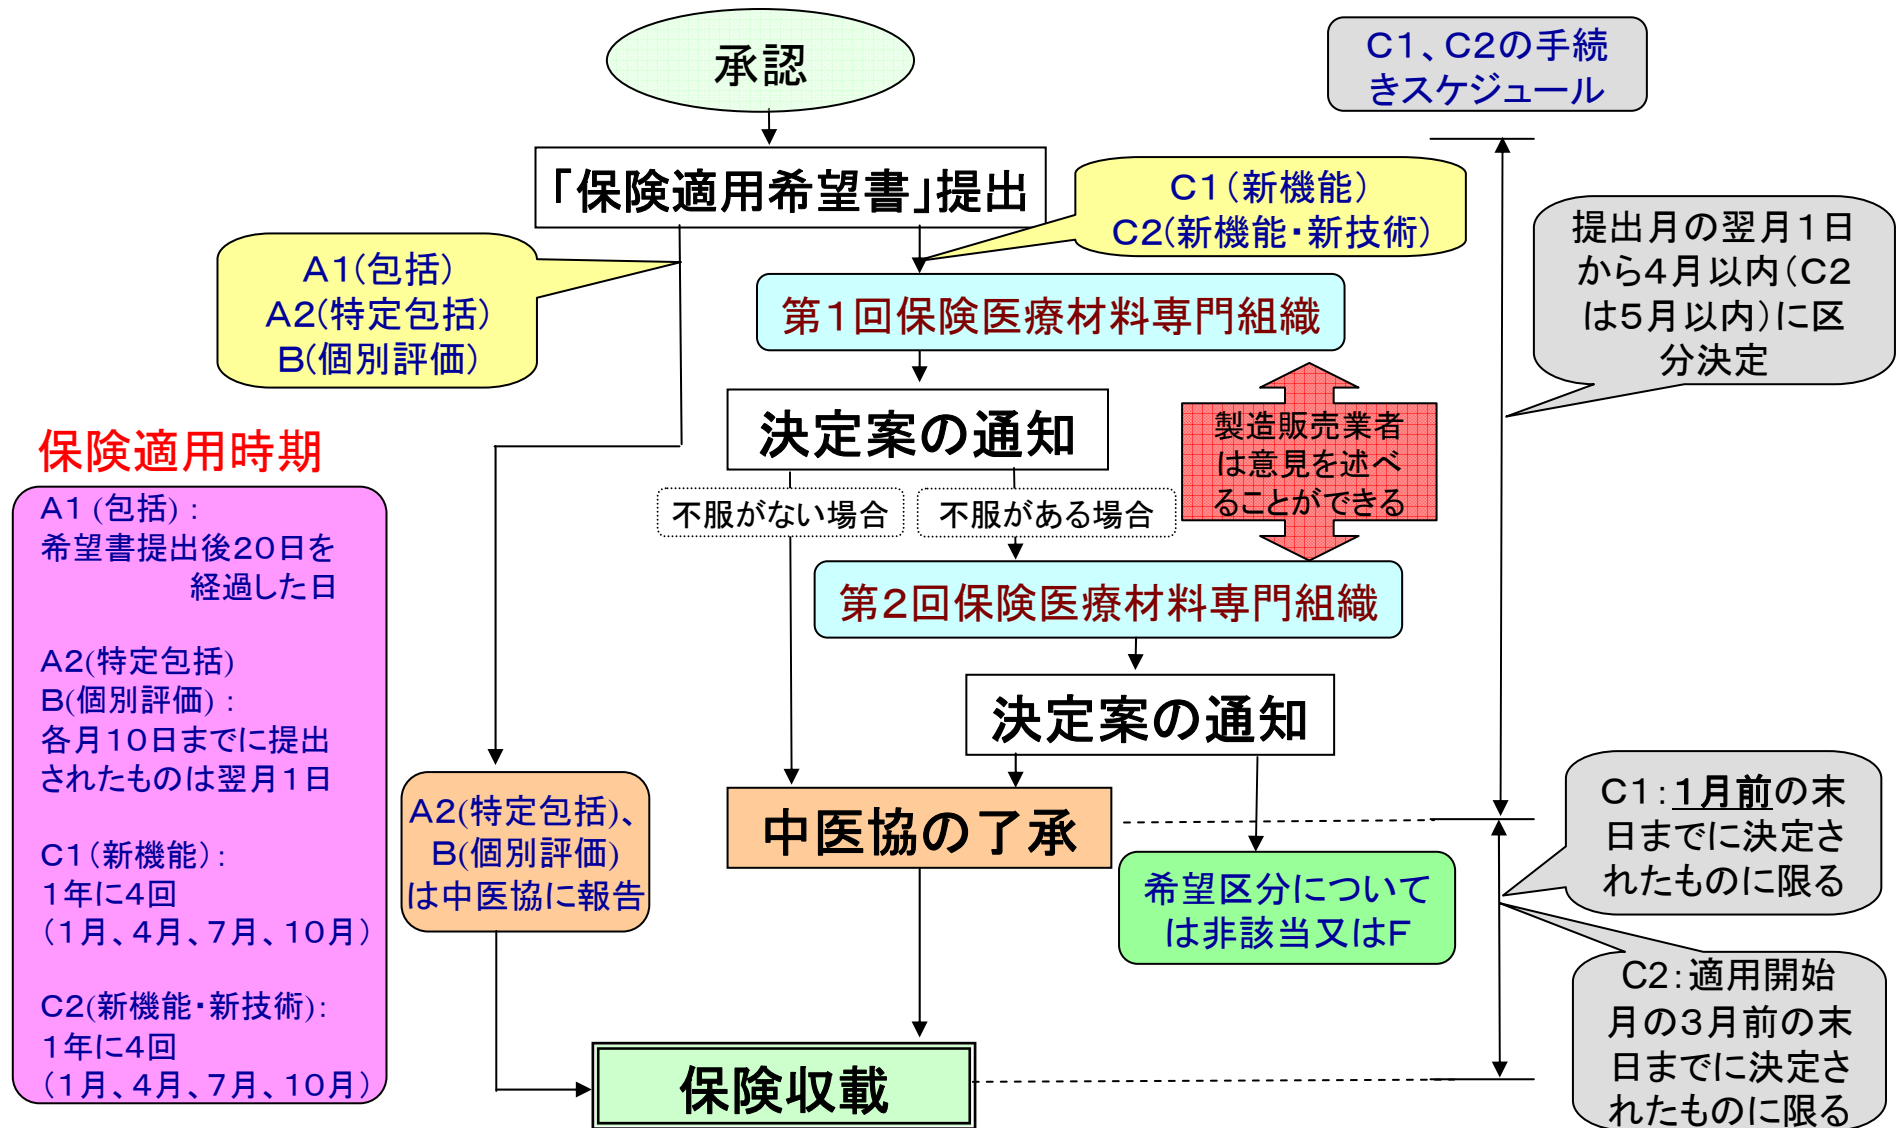 承認
C1、C2の手続
きスケジュール
「保険適用希望書」提出
C1(新機能)
C2(新機能・新技術)
A1(包括)
A2(特定包括)
B(個別評価)
提出月の翌月1日
から4月以内(C2
は5月以内)に区
分決定
第1回保険医療材料専門組織
決定案の通知
製造販売業者
は意見を述べ
ることができる
不服がない場合
不服がある場合
第2回保険医療材料専門組織
決定案の通知
保険適用時期
A1 (包括) :
希望書提出後20日を
経過した日
A2(特定包括)
B(個別評価) :
各月10日までに提出
されたものは翌月1日
C1(新機能):
1年に4回
(1月、4月、7月、10月)
C2(新機能・新技術):
1年に4回
(1月、4月、7月、10月)
A2(特定包括)、
B(個別評価)
は中医協に報告
中医協の了承
希望区分について
は非該当又はF
C1:1月前の末
日までに決定さ
れたものに限る
C2:適用開始
月の3月前の末
日までに決定さ
れたものに限る
保険収載